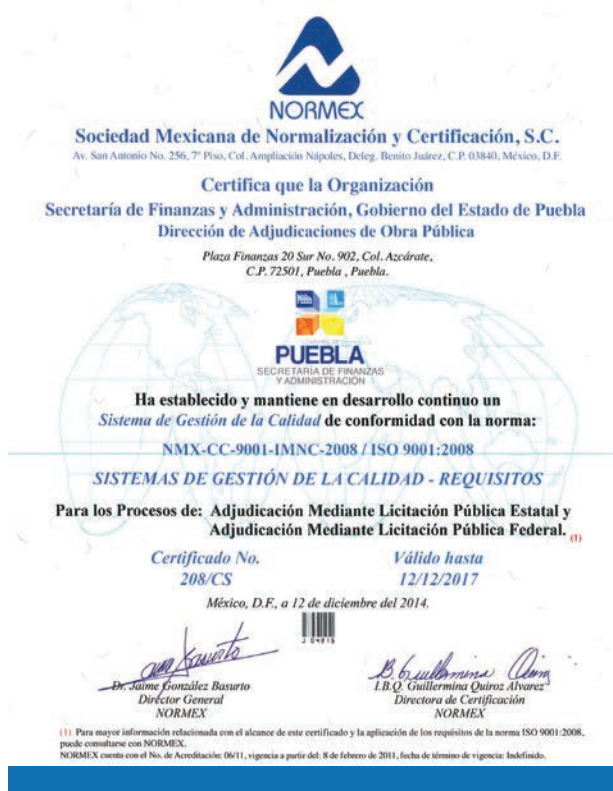 NORMEX
Sociedad Mexicana de Normalización y Certificación, S.C.
Av. San Antonio No. 256, 7º Piso, Col. Ampliación Nápoles, Deleg. Benito Juárez, C.P. 03840, México, D.F.
Certifica que la Organización
Secretaría de Finanzas y Administración, Gobierno del Estado de Puebla
Dirección de Adjudicaciones de Obra Pública
Plaza Finanzas 20 Sur No. 902, Col. Azcárate,
C.P. 72501, Puebla , Puebla.
PUEBLA
SECRETARÍA DE FINANZAS
Y ADMINISTRACIÓN
Ha establecido y mantiene en desarrollo continuo un
Sistema de Gestión de la Calidad de conformidad con la norma:
NMX-CC-9001-IMNC-2008 / ISO 9001:2008
SISTEMAS DE GESTIÓN DE LA CALIDAD - REQUISITOS
Para los Procesos de: Adjudicación Mediante Licitación Pública Estatal y
Adjudicación Mediante Licitación Pública Federal. (1)
Certificado No. Válido hasta
208/CS 12/12/2017
México, D.F., a 12 de diciembre del 2014.
J 04815
Dr. Jaime González Basurto I.B.Q. Guillermina Quiroz Alvarez
Director General Directora de Certificación
NORMEX NORMEX
(1) Para mayor información relacionada con el alcance de este certificado y la aplicación de los requisitos de la norma ISO 9001:2008,
puede consultarse con NORMEX.
NORMEX cuenta con el No. de Acreditación: 06/11, vigencia a partir del: 8 de febrero de 2011, fecha de término de vigencia: Indefinido.